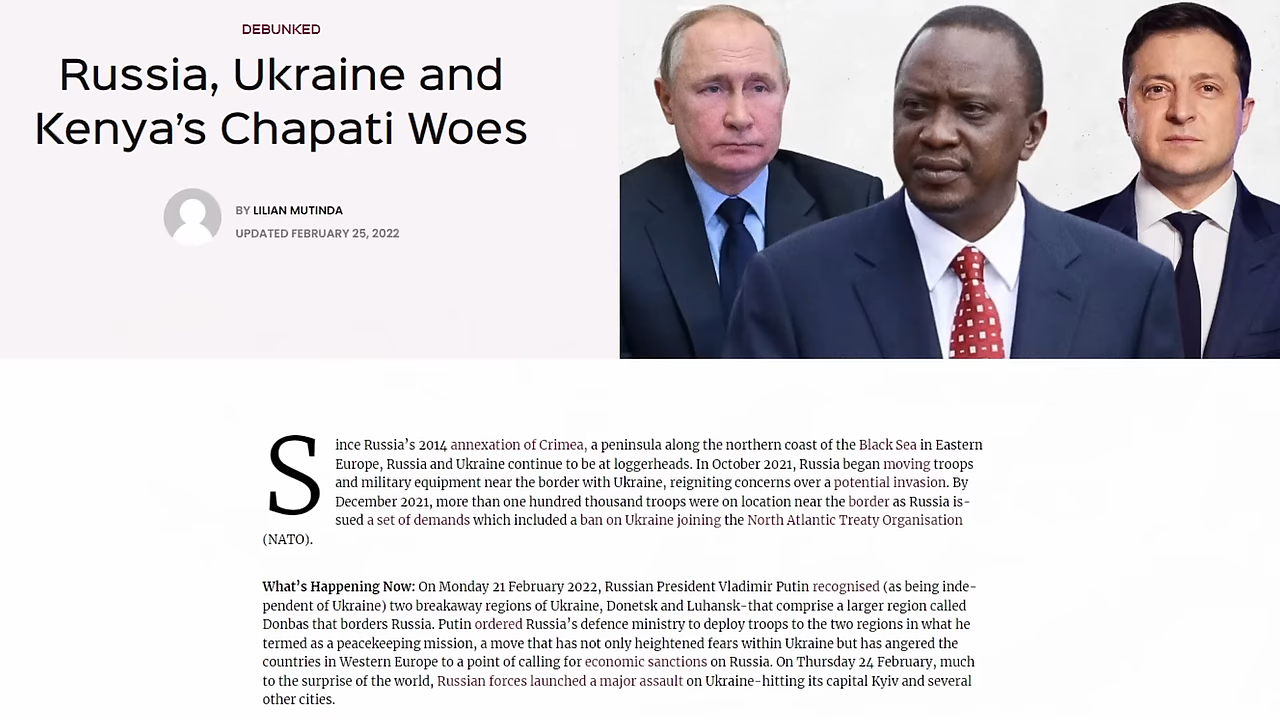 DEBUNKED
Russia, Ukraine and
Kenya's Chapati Woes
BY LILIAN MUTINDA
UPDATED FEBRUARY 25, 2022
Since Russia's 2014 annexation of Crimea, a peninsula along the northern coast of the Black Sea in Eastern
Europe, Russia and Ukraine continue to be at loggerheads. In October 2021, Russia began moving troops
and military equipment near the border with Ukraine, reigniting concerns over a potential invasion. By
December 2021, more than one hundred thousand troops were on location near the border as Russia is-
sued a set of demands which included a ban on Ukraine joining the North Atlantic Treaty Organisation
(NATO).
What's Happening Now: On Monday 21 February 2022, Russian President Vladimir Putin recognised (as being inde-
pendent of Ukraine) two breakaway regions of Ukraine, Donetsk and Luhansk-that comprise a larger region called
Donbas that borders Russia. Putin ordered Russia's defence ministry to deploy troops to the two regions in what he
termed as a peacekeeping mission, a move that has not only heightened fears within Ukraine but has angered the
countries in Western Europe to a point of calling for economic sanctions on Russia. On Thursday 24 February, much
to the surprise of the world, Russian forces launched a major assault on Ukraine-hitting its capital Kyiv and several
other cities.